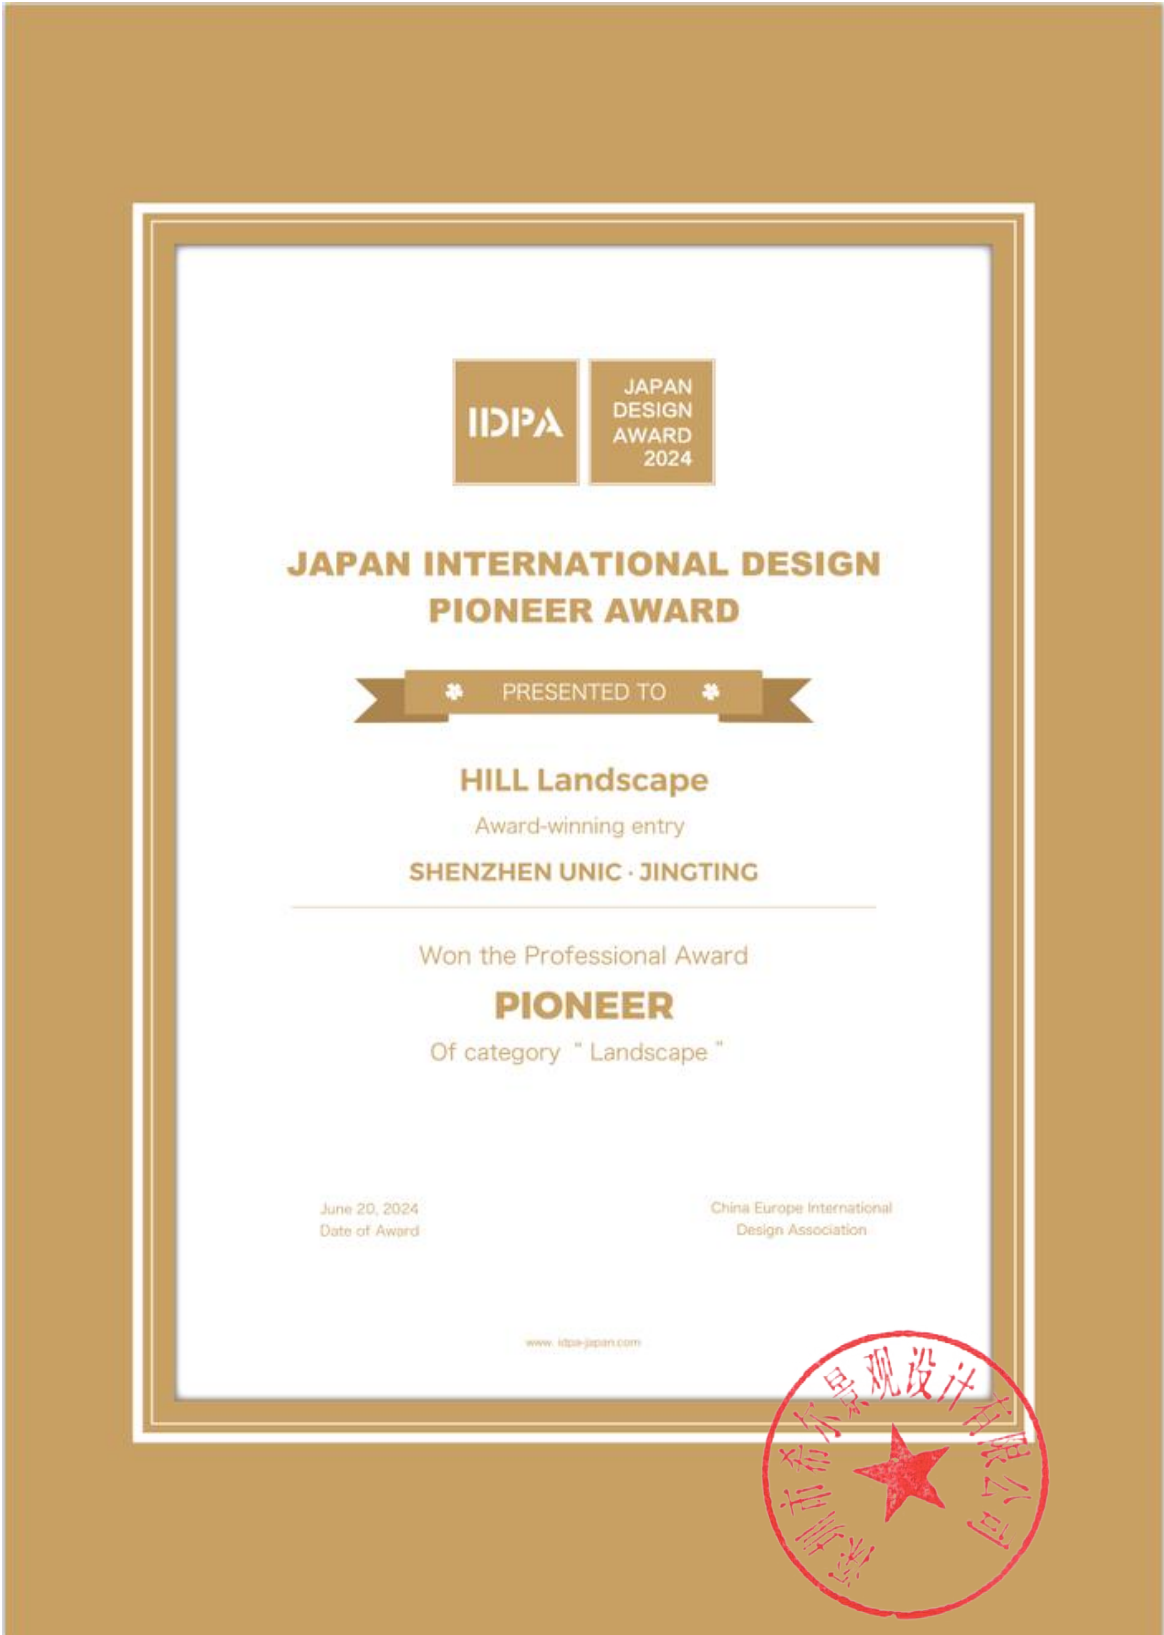 IDPA
JAPAN
DESIGN
AWARD
2024
JAPAN INTERNATIONAL DESIGN
PIONEER AWARD
PRESENTED TO
HILL Landscape
Award-winning entry
SHENZHEN UNIC · JINGTING
Won the Professional Award
PIONEER
Of category " Landscape "
June 20, 2024
Date of Award
China Europe International
Design Association
www. idpa-japan.com
深圳市希尔景观设计有限公司